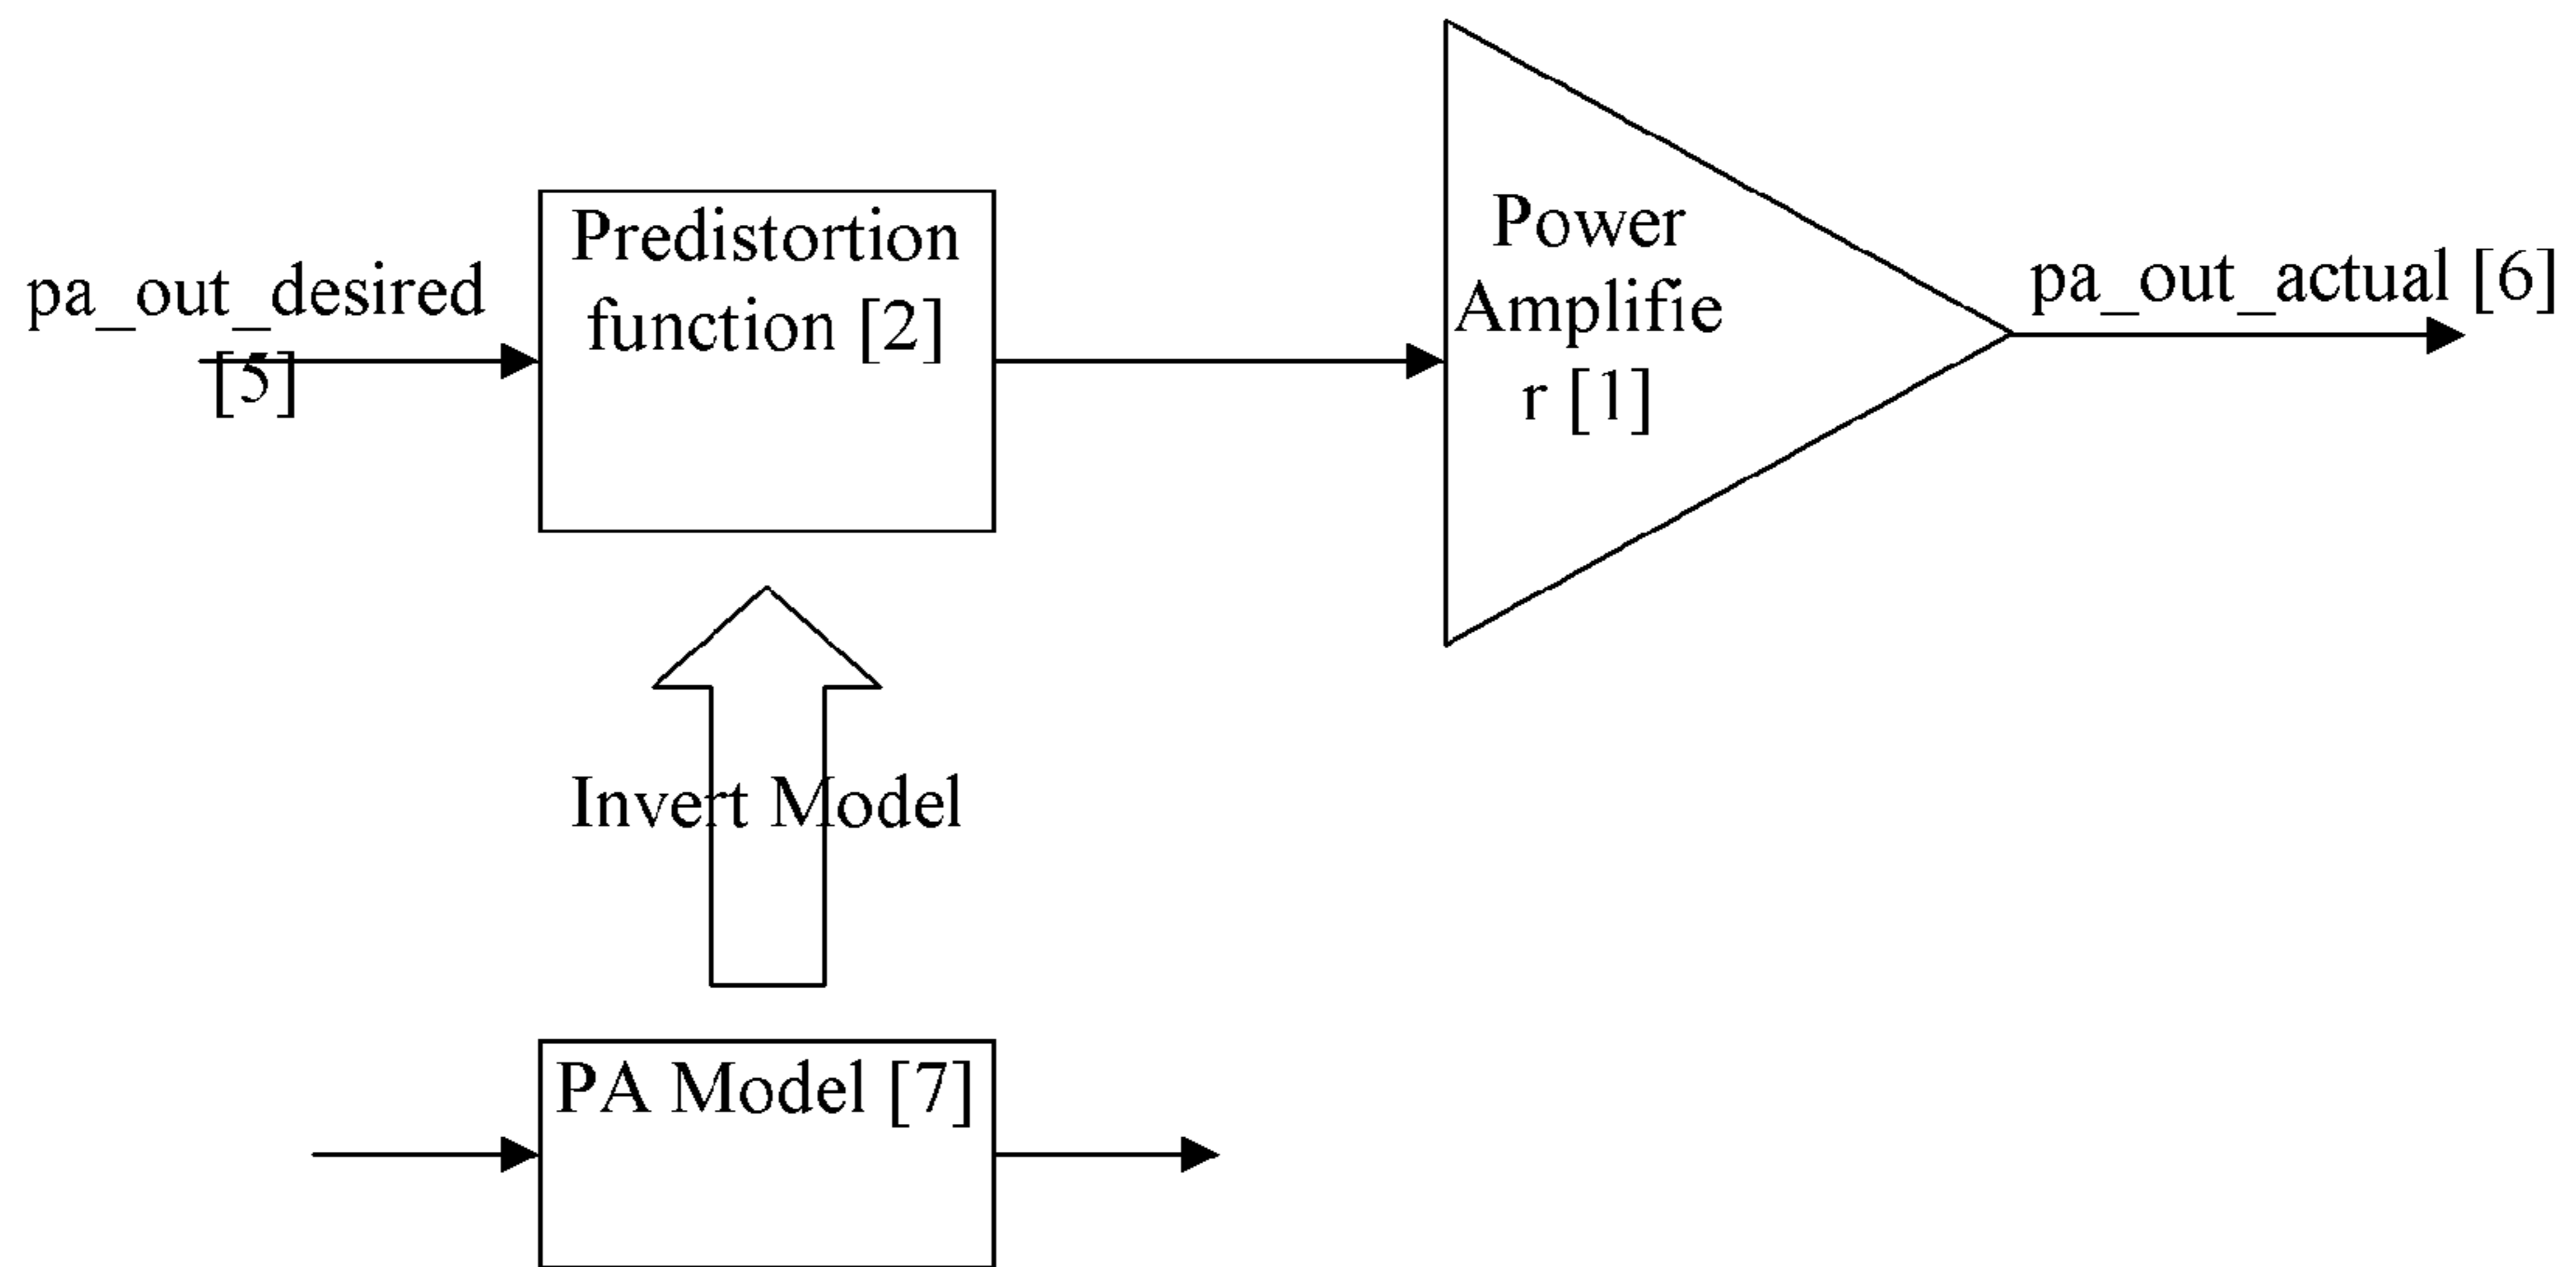 pa_out_desired
[5]
Predistortion
function [2]
Power
Amplifie
r [1]
pa_out_actual [6]
Invert Model
PA Model [7]